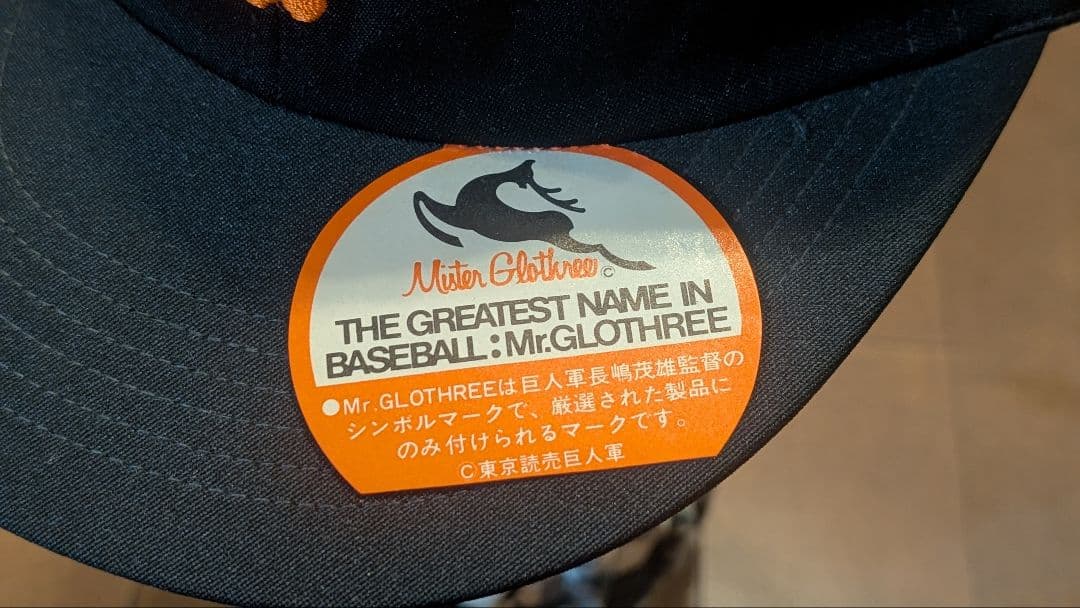 Mister Glothree ©
THE GREATEST NAME IN
BASEBALL:Mr.GLOTHREE
●Mr.GLOTHREEは巨人軍長嶋茂雄監督の
シンボルマークで、厳選された製品に
のみ付けられるマークです。
©東京読売巨人軍